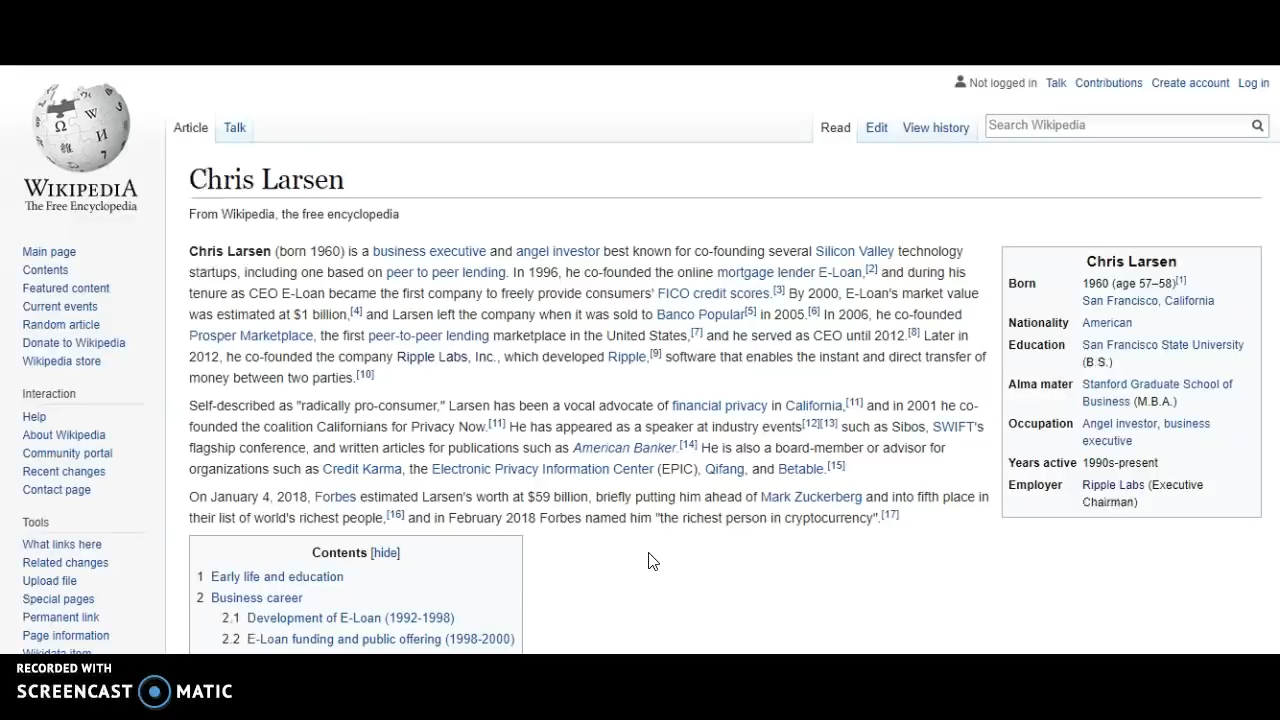 Not logged in Talk Contributions Create account Log in
Article Talk Read Edit View history Search Wikipedia
WIKIPEDIA
The Free Encyclopedia
Main page
Contents
Featured content
Current events
Random article
Donate to Wikipedia
Wikipedia store
Interaction
Help
About Wikipedia
Community portal
Recent changes
Contact page
Tools
What links here
Related changes
Upload file
Special pages
Permanent link
Page information
Wikidata item
Chris Larsen
From Wikipedia, the free encyclopedia
Chris Larsen (born 1960) is a business executive and angel investor best known for co-founding several Silicon Valley technology
startups, including one based on peer to peer lending. In 1996, he co-founded the online mortgage lender E-Loan,[2] and during his
tenure as CEO E-Loan became the first company to freely provide consumers' FICO credit scores.[3] By 2000, E-Loan's market value
was estimated at $1 billion,[4] and Larsen left the company when it was sold to Banco Popular[5] in 2005.[6] In 2006, he co-founded
Prosper Marketplace, the first peer-to-peer lending marketplace in the United States,[7] and he served as CEO until 2012.[8] Later in
2012, he co-founded the company Ripple Labs, Inc., which developed Ripple,[9] software that enables the instant and direct transfer of
money between two parties.[10]
Self-described as "radically pro-consumer," Larsen has been a vocal advocate of financial privacy in California,[11] and in 2001 he co-
founded the coalition Californians for Privacy Now.[11] He has appeared as a speaker at industry events[12][13] such as Sibos, SWIFT's
flagship conference, and written articles for publications such as American Banker.[14] He is also a board-member or advisor for
organizations such as Credit Karma, the Electronic Privacy Information Center (EPIC), Qifang, and Betable.[15]
On January 4, 2018, Forbes estimated Larsen's worth at $59 billion, briefly putting him ahead of Mark Zuckerberg and into fifth place in
their list of world's richest people,[16] and in February 2018 Forbes named him "the richest person in cryptocurrency".[17]
Contents [hide]
1 Early life and education
2 Business career
2.1 Development of E-Loan (1992-1998)
2.2 E-Loan funding and public offering (1998-2000)
Chris Larsen
Born 1960 (age 57–58)[1]
San Francisco, California
Nationality American
Education San Francisco State University
(B.S.)
Alma mater Stanford Graduate School of
Business (M.B.A.)
Occupation Angel investor, business
executive
Years active 1990s-present
Employer Ripple Labs (Executive
Chairman)
RECORDED WITH
SCREENCAST MATIC